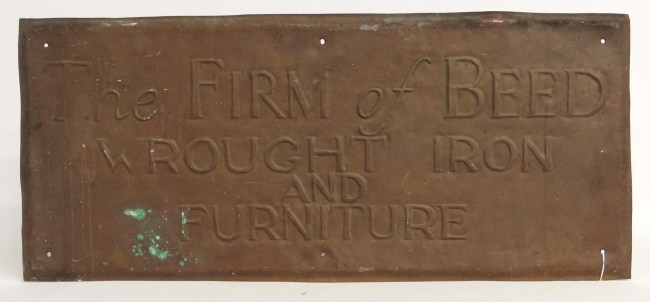 The FIRM of BEED
WROUGHT IRON
AND
FURNITURE